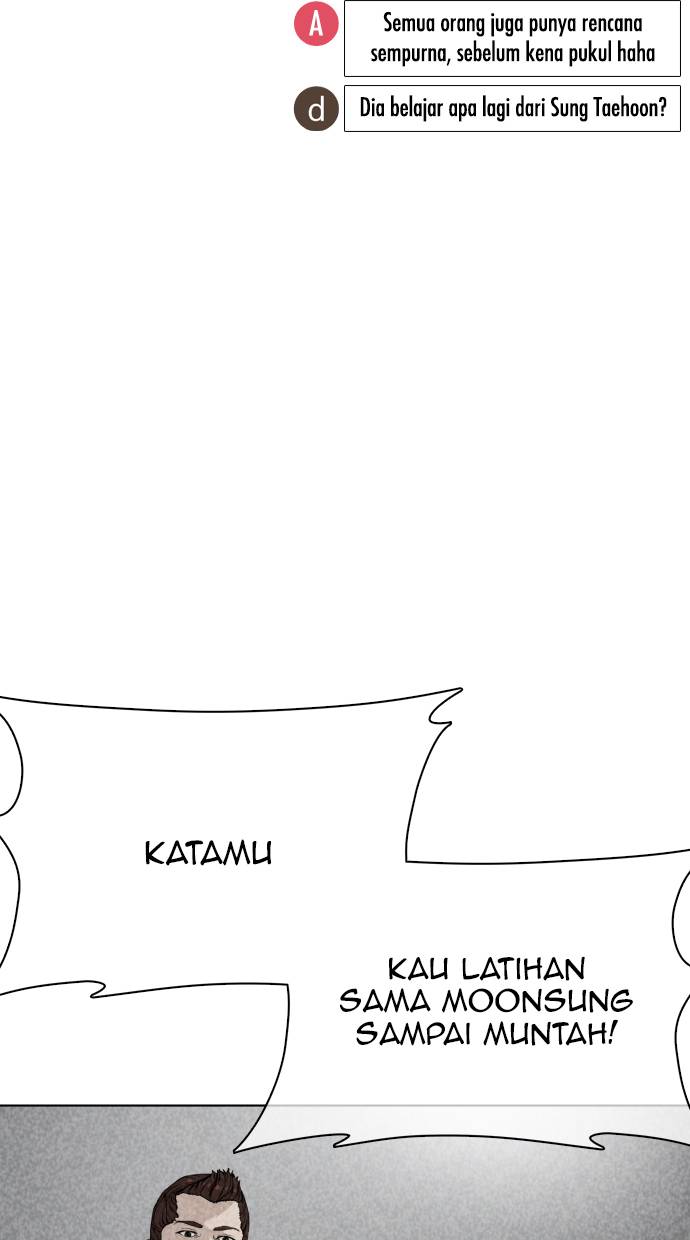 A
Semua orang juga punya rencana
sempurna, sebelum kena pukul haha
d
Dia belajar apa lagi dari Sung Taehoon?
KATAMU
KAU LATIHAN
SAMA MOONSUNG
SAMPAI MUNTAH!